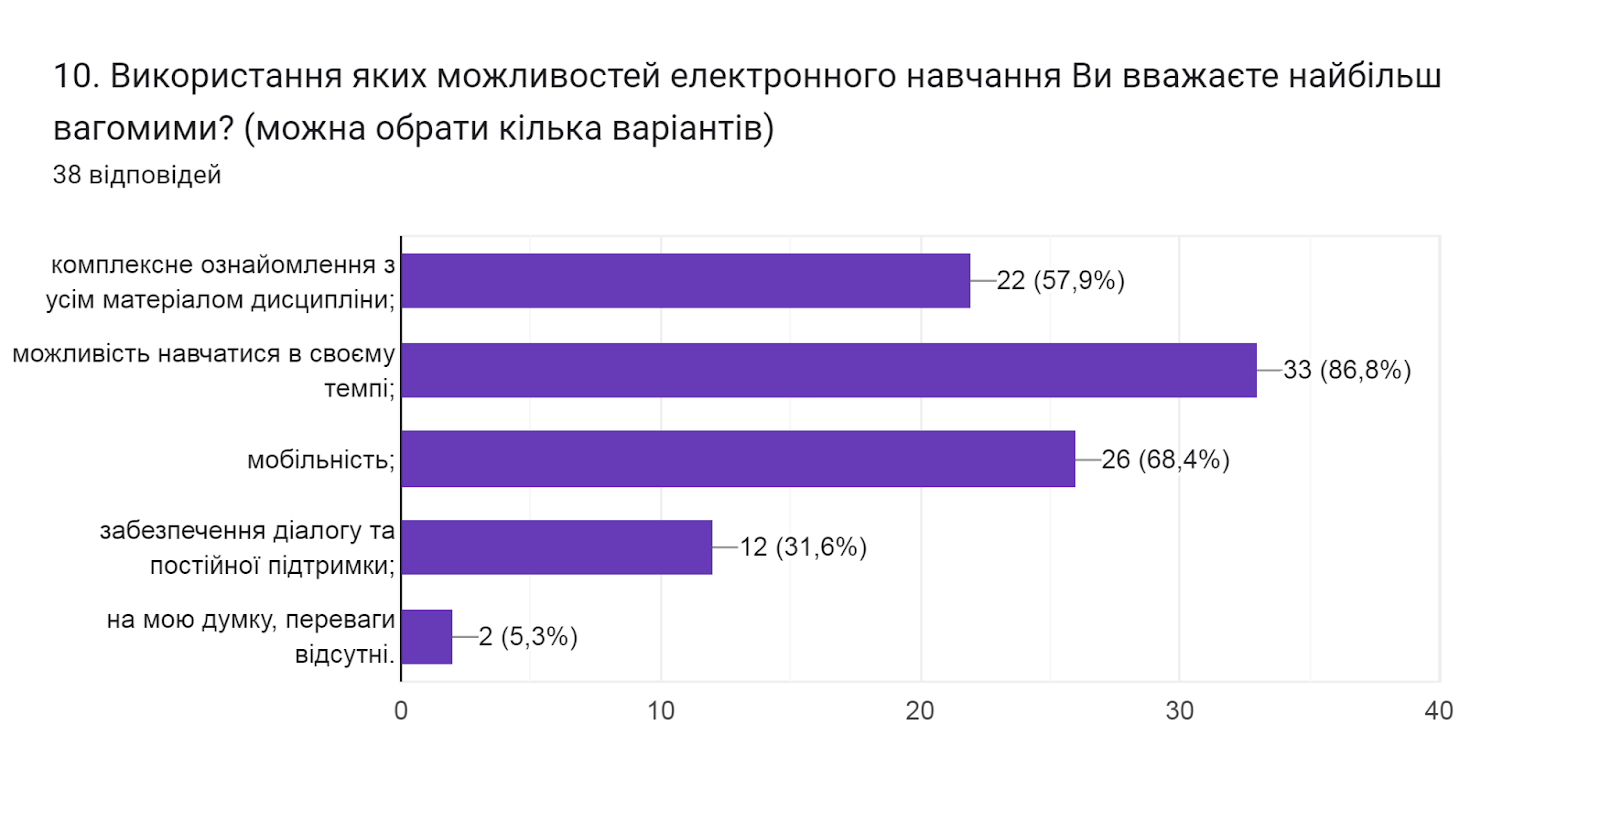 10. Використання яких можливостей електронного навчання Ви вважаєте найбільш
вагомими? (можна обрати кілька варіантів)
38 відповідей
комплексне ознайомлення з
усім матеріалом дисципліни;
22 (57,9%)
можливість навчатися в своєму
темпі;
33 (86,8%)
мобільність;
26 (68,4%)
забезпечення діалогу та
постійної підтримки;
12 (31,6%)
на мою думку, переваги
відсутні.
2 (5,3%)
0 10 20 30 40